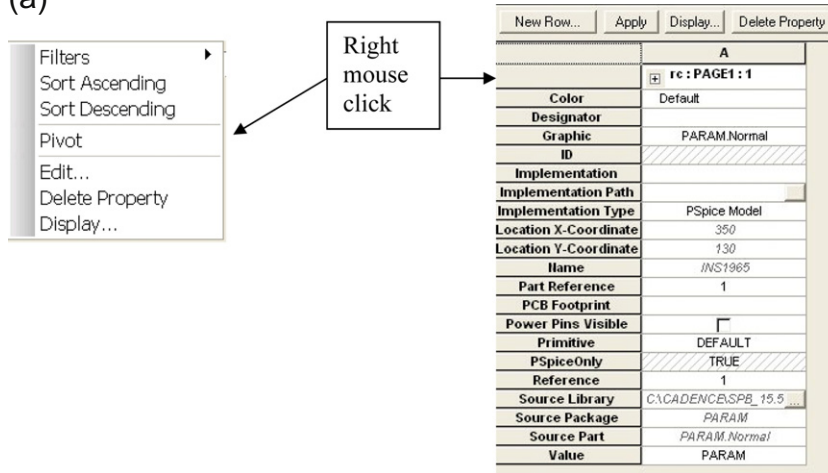 (a)
Filters
Sort Ascending
Sort Descending
Pivot
Edit...
Delete Property
Display...
Right
mouse
click
New Row... Apply Display... Delete Property
A
+ rc : PAGE1 : 1
Color Default
Designator
Graphic PARAM.Normal
ID
Implementation
Implementation Path
Implementation Type PSpice Model
Location X-Coordinate 350
Location Y-Coordinate 130
Name INS1965
Part Reference 1
PCB Footprint
Power Pins Visible
Primitive DEFAULT
PSpiceOnly TRUE
Reference 1
Source Library C:\CADENCE\SPB_15.5 ...
Source Package PARAM
Source Part PARAM.Normal
Value PARAM